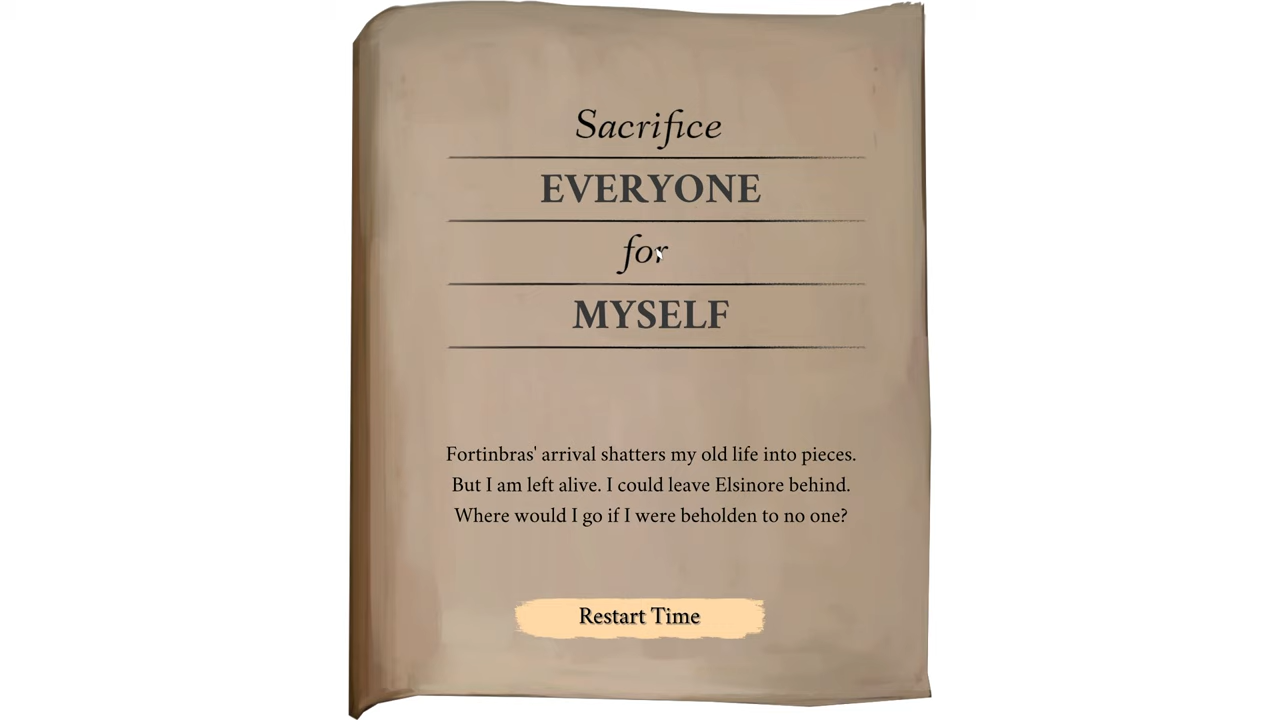 Sacrifice
EVERYONE
for
MYSELF
Fortinbras' arrival shatters my old life into pieces.
But I am left alive. I could leave Elsinore behind.
Where would I go if I were beholden to no one?
Restart Time